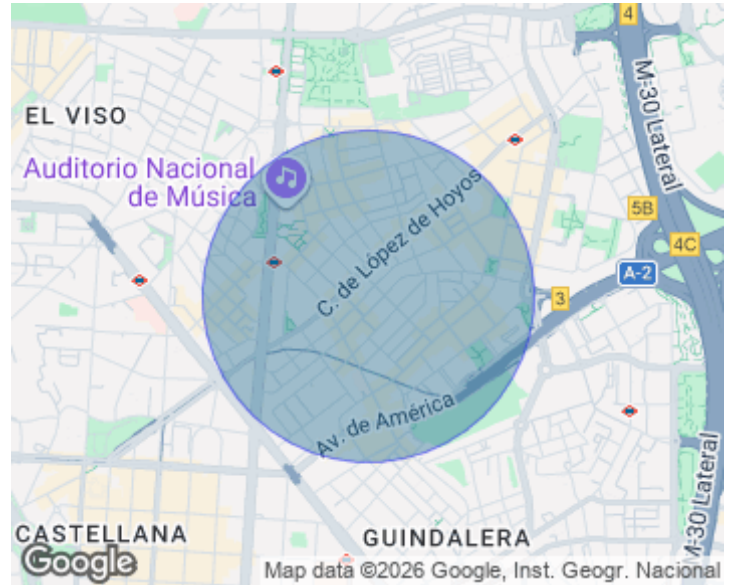 4
M-30 Lateral
EL VISO
Auditorio Nacional
de Música
C. de López de Hoyos
5B
4C
A-2
3
Av. de América
M-30 Lateral
CASTELLANA
GUINDALERA
Google
Map data ©2026 Google, Inst. Geogr. Nacional